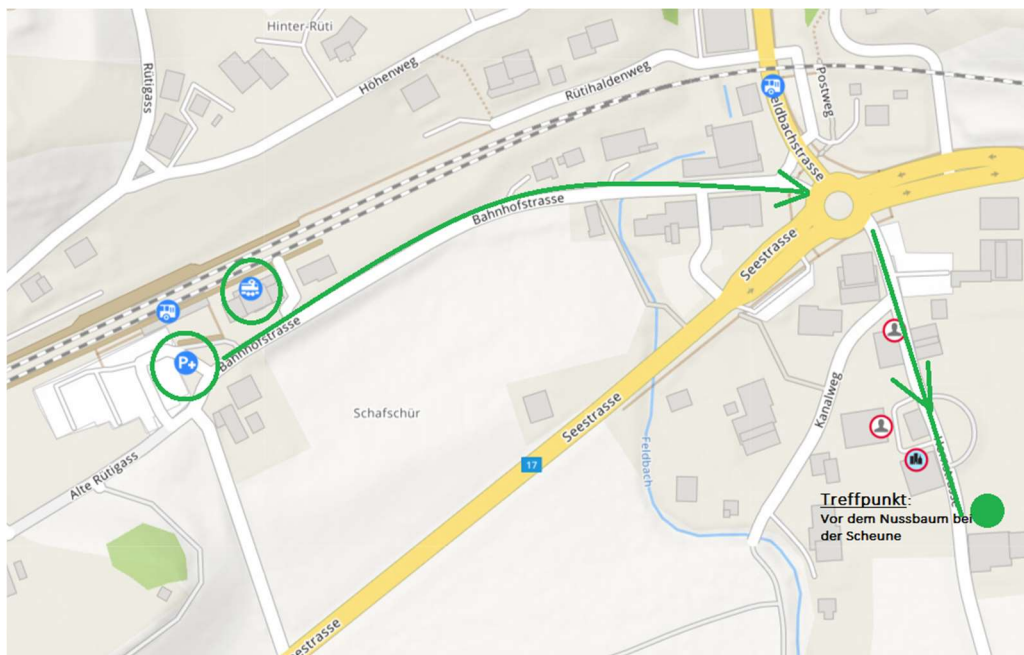 Hinter-Rüti
Rütigass
Höhenweg
Rütihaldenweg
Postweg
Feldbachstrasse
Bahnhofstrasse
Seestrasse
Bahnhofstrasse
P+
Schafschür
Kanalweg
Seestrasse
17
Feldbach
Alte Rütigass
Treffpunkt:
Vor dem Nussbaum bei
der Scheune
Seestrasse